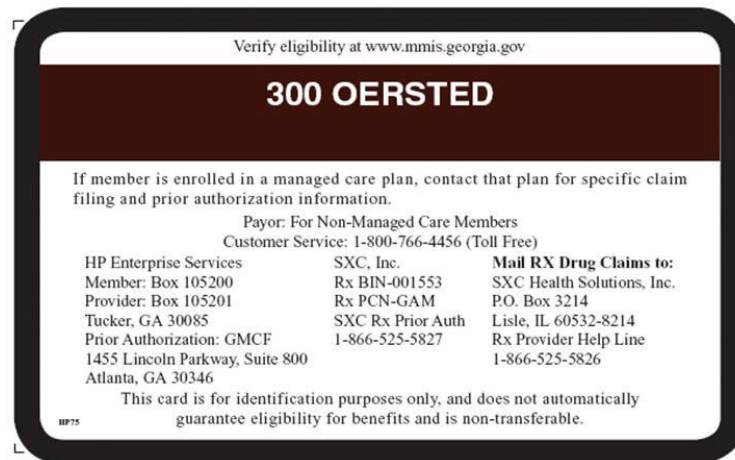 Verify eligibility at www.mmis.georgia.gov
300 OERSTED
If member is enrolled in a managed care plan, contact that plan for specific claim
filing and prior authorization information.
Payor: For Non-Managed Care Members
Customer Service: 1-800-766-4456 (Toll Free)
HP Enterprise Services
Member: Box 105200
Provider: Box 105201
Tucker, GA 30085
Prior Authorization: GMCF
1455 Lincoln Parkway, Suite 800
Atlanta, GA 30346
SXC, Inc.
Rx BIN-001553
Rx PCN-GAM
SXC Rx Prior Auth
1-866-525-5827
Mail RX Drug Claims to:
SXC Health Solutions, Inc.
P.O. Box 3214
Lisle, IL 60532-8214
Rx Provider Help Line
1-866-525-5826
This card is for identification purposes only, and does not automatically
guarantee eligibility for benefits and is non-transferable.
HP75